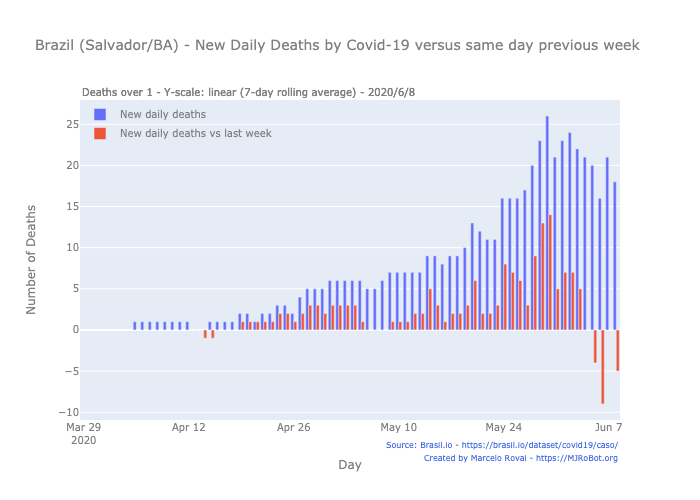 Brazil (Salvador/BA) - New Daily Deaths by Covid-19 versus same day previous week
Deaths over 1 - Y-scale: linear (7-day rolling average) - 2020/6/8
New daily deaths
New daily deaths vs last week
Number of Deaths
25
20
15
10
5
0
−5
−10
Mar 29 Apr 12 Apr 26 May 10 May 24 Jun 7
2020
Source: Brasil.io - https://brasil.io/dataset/covid19/caso/
Created by Marcelo Rovai - https://MJRoBot.org
Day